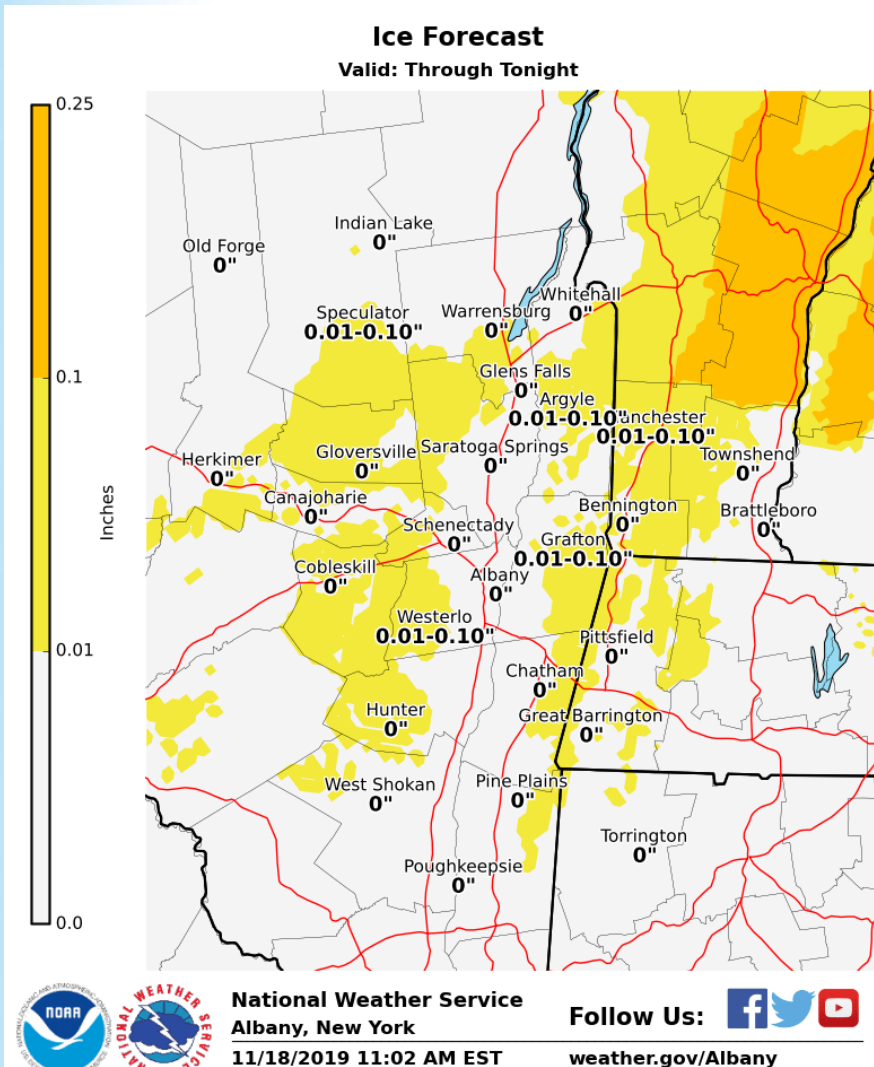 Ice Forecast
Valid: Through Tonight
0.25
0.1
0.01
0.0
Inches
Indian Lake
0"
Old Forge
0"
Whitehall
0"
Speculator
0.01-0.10"
Warrensburg
0"
Glens Falls
0"
Argyle
0.01-0.10"
anchester
0.01-0.10"
Saratoga Springs
0"
Gloversville
0"
Townshend
0"
Herkimer
0"
Canajoharie
0"
Bennington
0"
Brattleboro
0"
Schenectady
0"
Grafton
0.01-0.10"
Cobleskill
0"
Albany
0"
Westerlo
0.01-0.10"
Pittsfield
0"
Chatham
0"
Hunter
0"
Great Barrington
0"
West Shokan
0"
Pine Plains
0"
Torrington
0"
Poughkeepsie
0"
NOAA
NATIONAL WEATHER SERVICE
National Weather Service
Albany, New York
11/18/2019 11:02 AM EST
Follow Us:
weather.gov/Albany